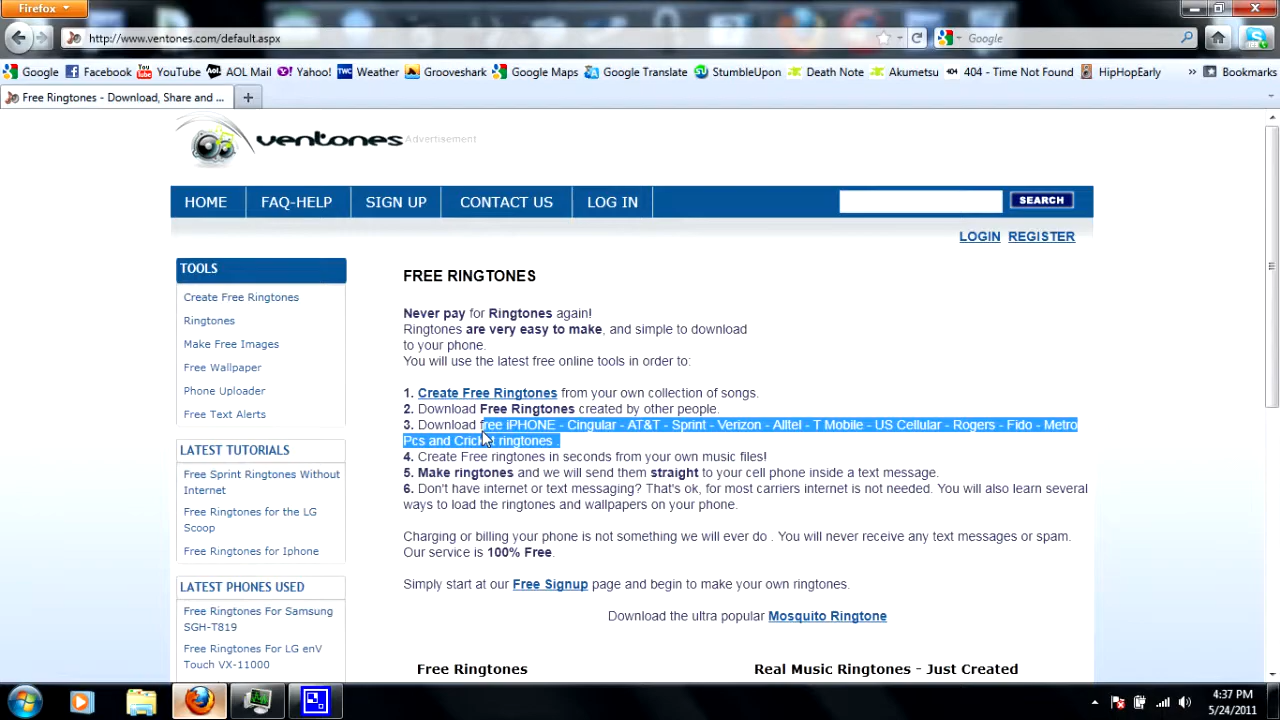 Firefox
http://www.ventones.com/default.aspx
Google
Google Facebook YouTube AOL Mail Yahoo! Weather Grooveshark Google Maps Google Translate StumbleUpon Death Note Akumetsu 404 - Time Not Found HipHopEarly » Bookmarks
Free Ringtones - Download, Share and ...
ventones Advertisement
HOME FAQ-HELP SIGN UP CONTACT US LOG IN SEARCH
LOGIN REGISTER
TOOLS
Create Free Ringtones
Ringtones
Make Free Images
Free Wallpaper
Phone Uploader
Free Text Alerts
LATEST TUTORIALS
Free Sprint Ringtones Without
Internet
Free Ringtones for the LG
Scoop
Free Ringtones for Iphone
LATEST PHONES USED
Free Ringtones For Samsung
SGH-T819
Free Ringtones For LG enV
Touch VX-11000
FREE RINGTONES
Never pay for Ringtones again!
Ringtones are very easy to make, and simple to download
to your phone.
You will use the latest free online tools in order to:
1. Create Free Ringtones from your own collection of songs.
2. Download Free Ringtones created by other people.
3. Download free iPHONE - Cingular - AT&T - Sprint - Verizon - Alltel - T Mobile - US Cellular - Rogers - Fido - Metro
Pcs and Cricket ringtones .
4. Create Free ringtones in seconds from your own music files!
5. Make ringtones and we will send them straight to your cell phone inside a text message.
6. Don't have internet or text messaging? That's ok, for most carriers internet is not needed. You will also learn several
ways to load the ringtones and wallpapers on your phone.
Charging or billing your phone is not something we will ever do . You will never receive any text messages or spam.
Our service is 100% Free.
Simply start at our Free Signup page and begin to make your own ringtones.
Download the ultra popular Mosquito Ringtone
Free Ringtones
Real Music Ringtones - Just Created
4:37 PM
5/24/2011